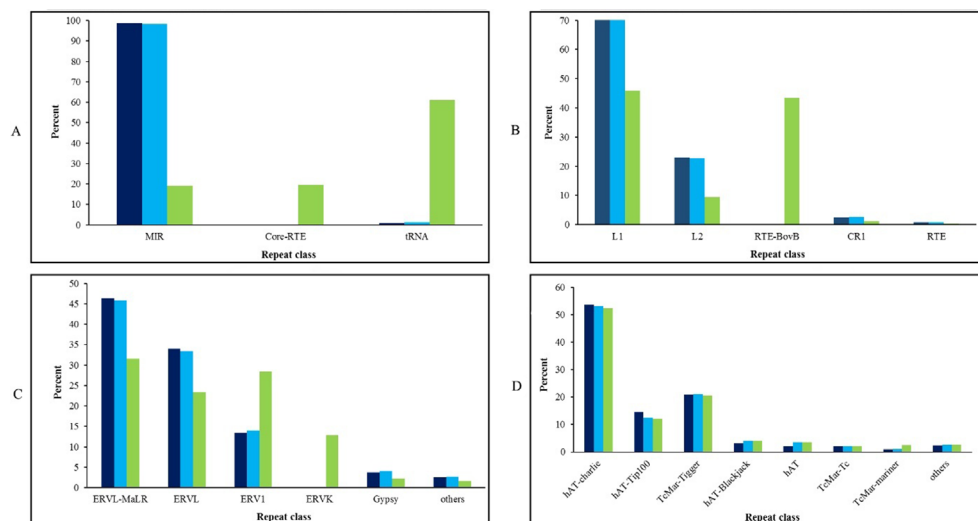 A
Percent
100
90
80
70
60
50
40
30
20
10
0
MIR Core-RTE tRNA
Repeat class
B
Percent
70
60
50
40
30
20
10
0
L1 L2 RTE-BovB CR1 RTE
Repeat class
C
Percent
50
45
40
35
30
25
20
15
10
5
0
ERVL-MaLR ERVL ERV1 ERVK Gypsy others
Repeat class
D
Percent
60
50
40
30
20
10
0
hAT-charlie hAT-Tip100 TcMar-Tigger hAT-Blackjack hAT TcMar-Tc TcMar-mariner others
Repeat class